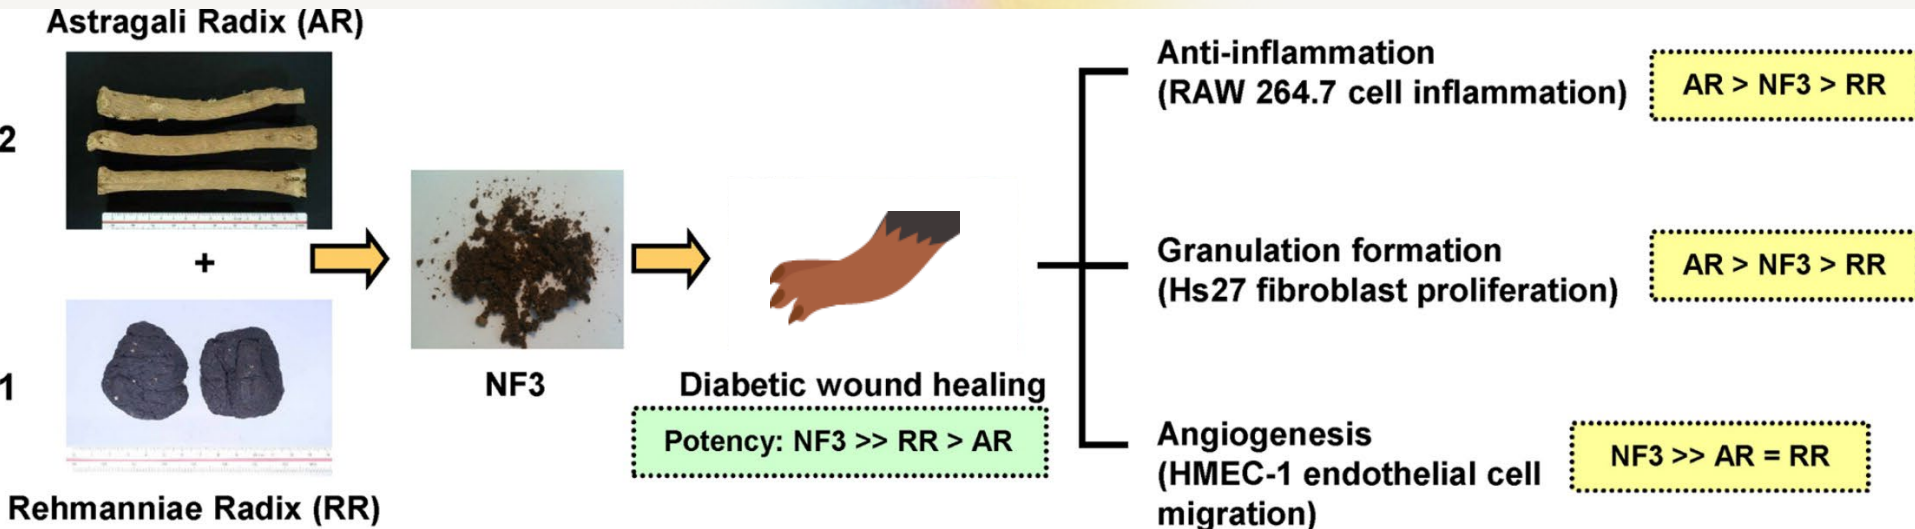 Astragali Radix (AR)
2
+
1
Rehmanniae Radix (RR)
NF3
Diabetic wound healing
Potency: NF3 >> RR > AR
Anti-inflammation
(RAW 264.7 cell inflammation)
AR > NF3 > RR
Granulation formation
(Hs27 fibroblast proliferation)
AR > NF3 > RR
Angiogenesis
(HMEC-1 endothelial cell
migration)
NF3 >> AR = RR